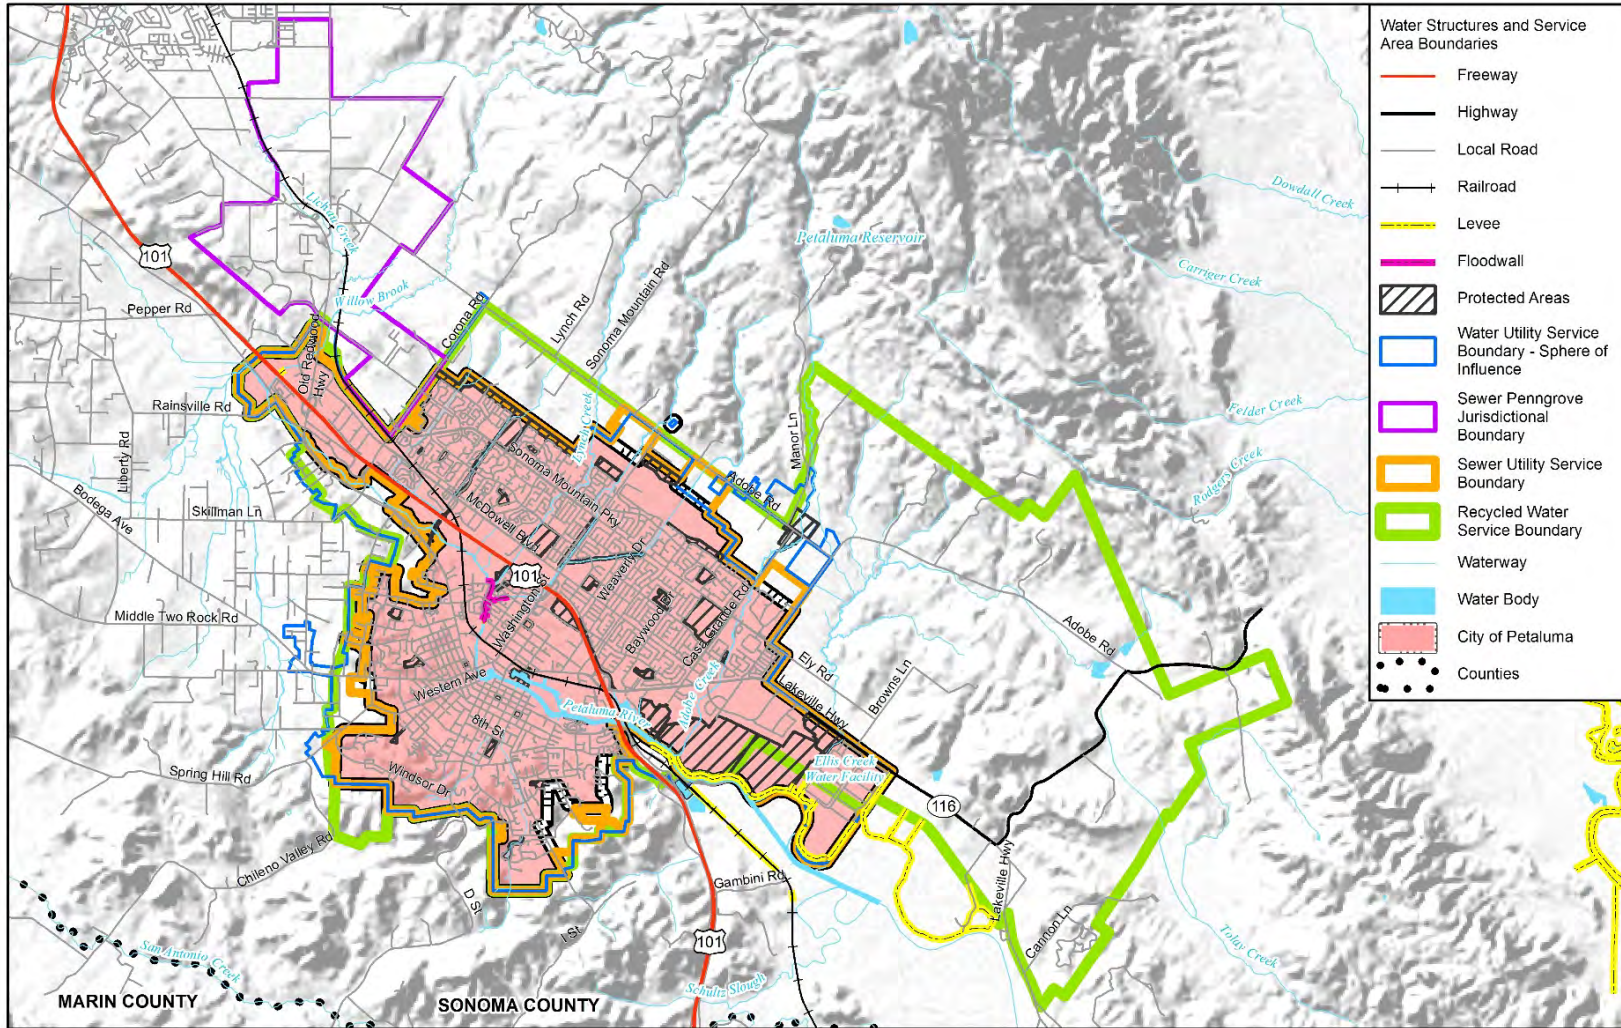 Water Structures and Service
Area Boundaries
Freeway
Highway
Local Road
Railroad
Levee
Floodwall
Protected Areas
Water Utility Service
Boundary - Sphere of
Influence
Sewer Penngrove
Jurisdictional
Boundary
Sewer Utility Service
Boundary
Recycled Water
Service Boundary
Waterway
Water Body
City of Petaluma
Counties
Lichau Creek
101
Willow Brook
Pepper Rd
Old Redwood
Hwy
Corona Rd
Lynch Rd
Sonoma Mountain Rd
Petaluma Reservoir
Dowdall Creek
Carriger Creek
Felder Creek
Rodgers Creek
Rainsville Rd
Liberty Rd
Bodega Ave
Skillman Ln
Lynch Creek
Sonoma Mountain Pky
McDowell Blvd
Manor Ln
Adobe Rd
101
Washington St
Weaverly Dr
Baywood Dr
Casa Grande Rd
Middle Two Rock Rd
Western Ave
8th St
Petaluma River
Adobe Creek
Ely Rd
Lakeville Hwy
Browns Ln
Adobe Rd
Ellis Creek
Water Facility
Spring Hill Rd
Windsor Dr
116
Chileno Valley Rd
D St
I St
Gambini Rd
101
Lakeville Hwy
Cannon Ln
Tolay Creek
San Antonio Creek
Schultz Slough
MARIN COUNTY
SONOMA COUNTY